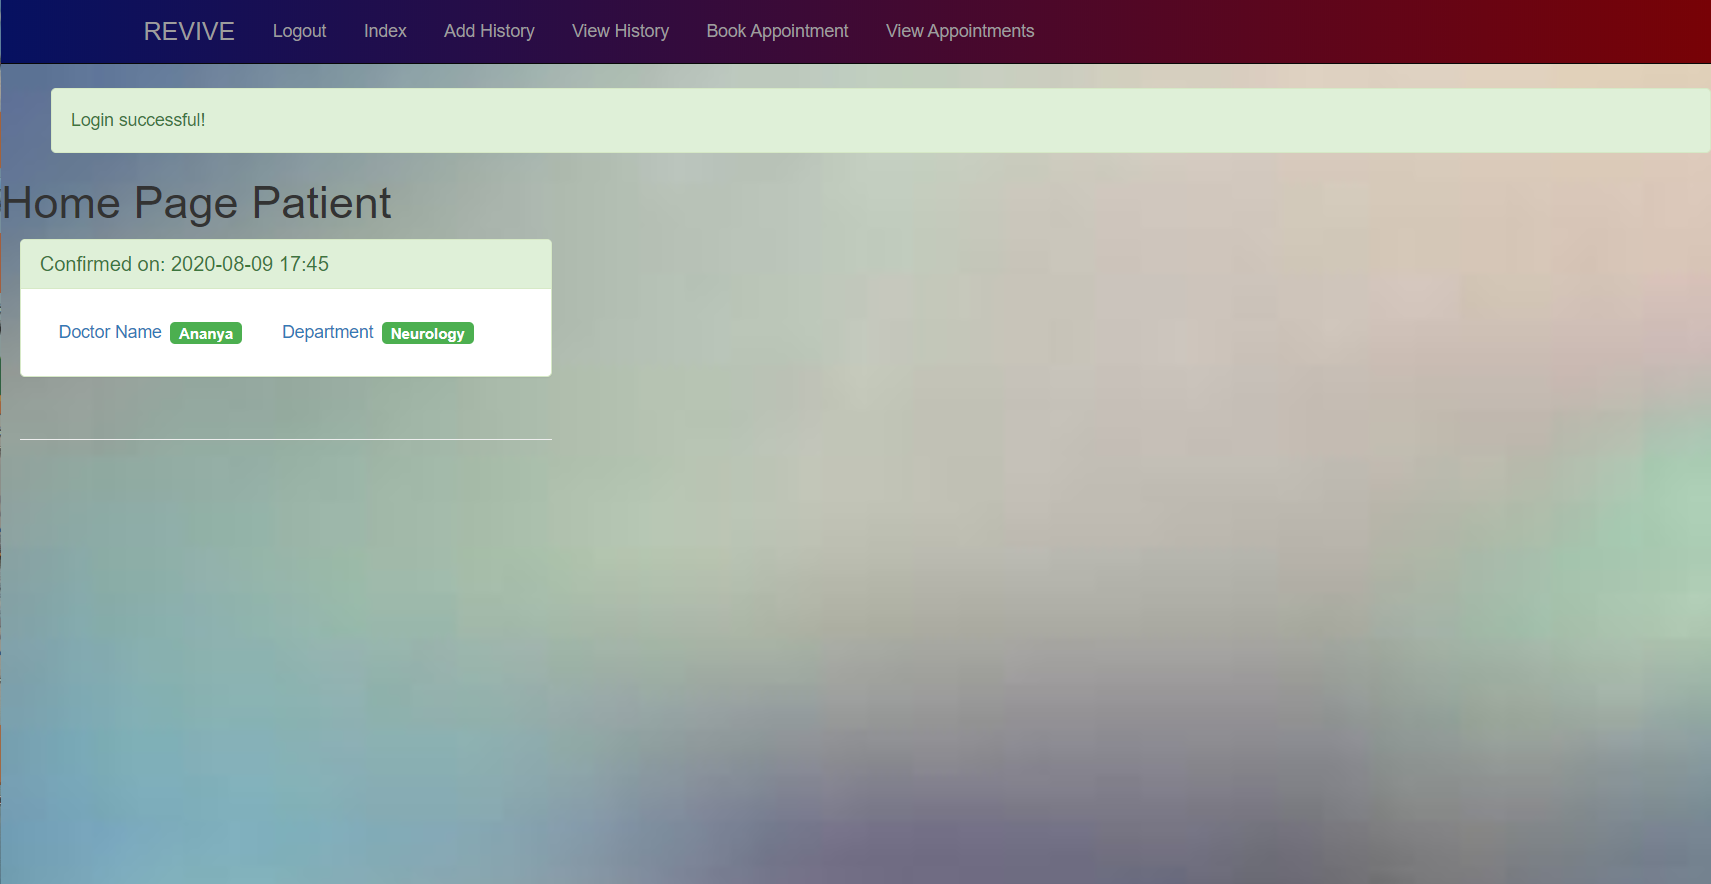 REVIVE Logout Index Add History View History Book Appointment View Appointments
Login successful!
Home Page Patient
Confirmed on: 2020-08-09 17:45
Doctor Name Ananya Department Neurology